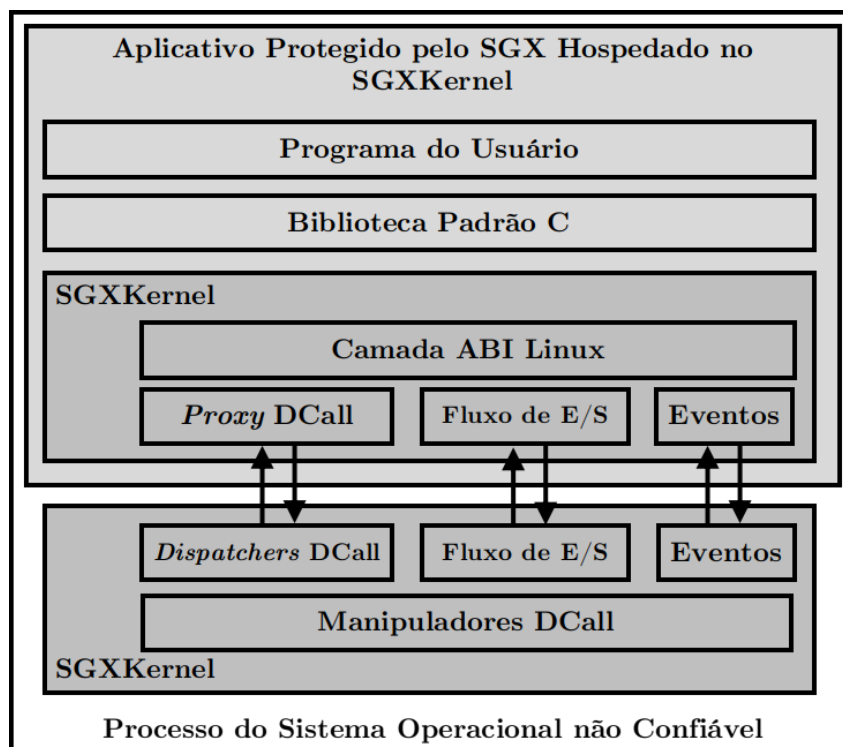 Aplicativo Protegido pelo SGX Hospedado no
SGXKernel
Programa do Usuário
Biblioteca Padrão C
SGXKernel
Camada ABI Linux
Proxy DCall
Fluxo de E/S
Eventos
Dispatchers DCall
Fluxo de E/S
Eventos
Manipuladores DCall
SGXKernel
Processo do Sistema Operacional não Confiável